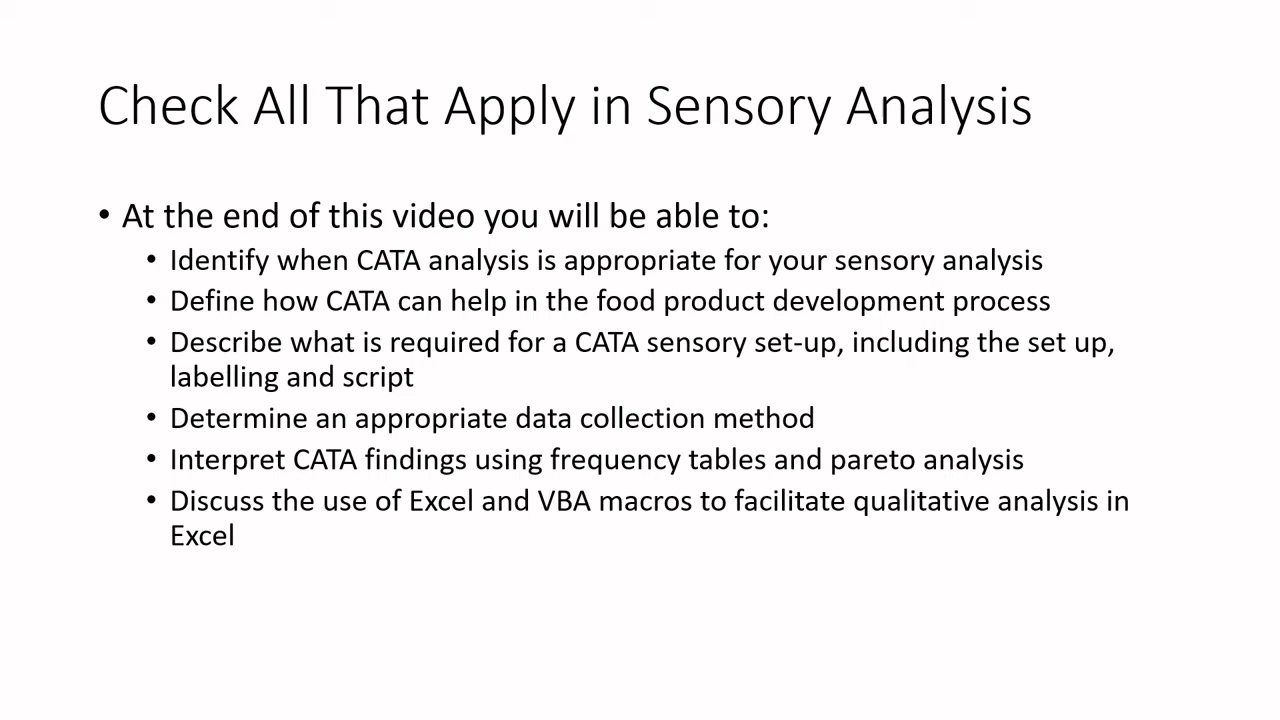 Check All That Apply in Sensory Analysis
• At the end of this video you will be able to:
• Identify when CATA analysis is appropriate for your sensory analysis
• Define how CATA can help in the food product development process
• Describe what is required for a CATA sensory set-up, including the set up,
labelling and script
• Determine an appropriate data collection method
• Interpret CATA findings using frequency tables and pareto analysis
• Discuss the use of Excel and VBA macros to facilitate qualitative analysis in
Excel